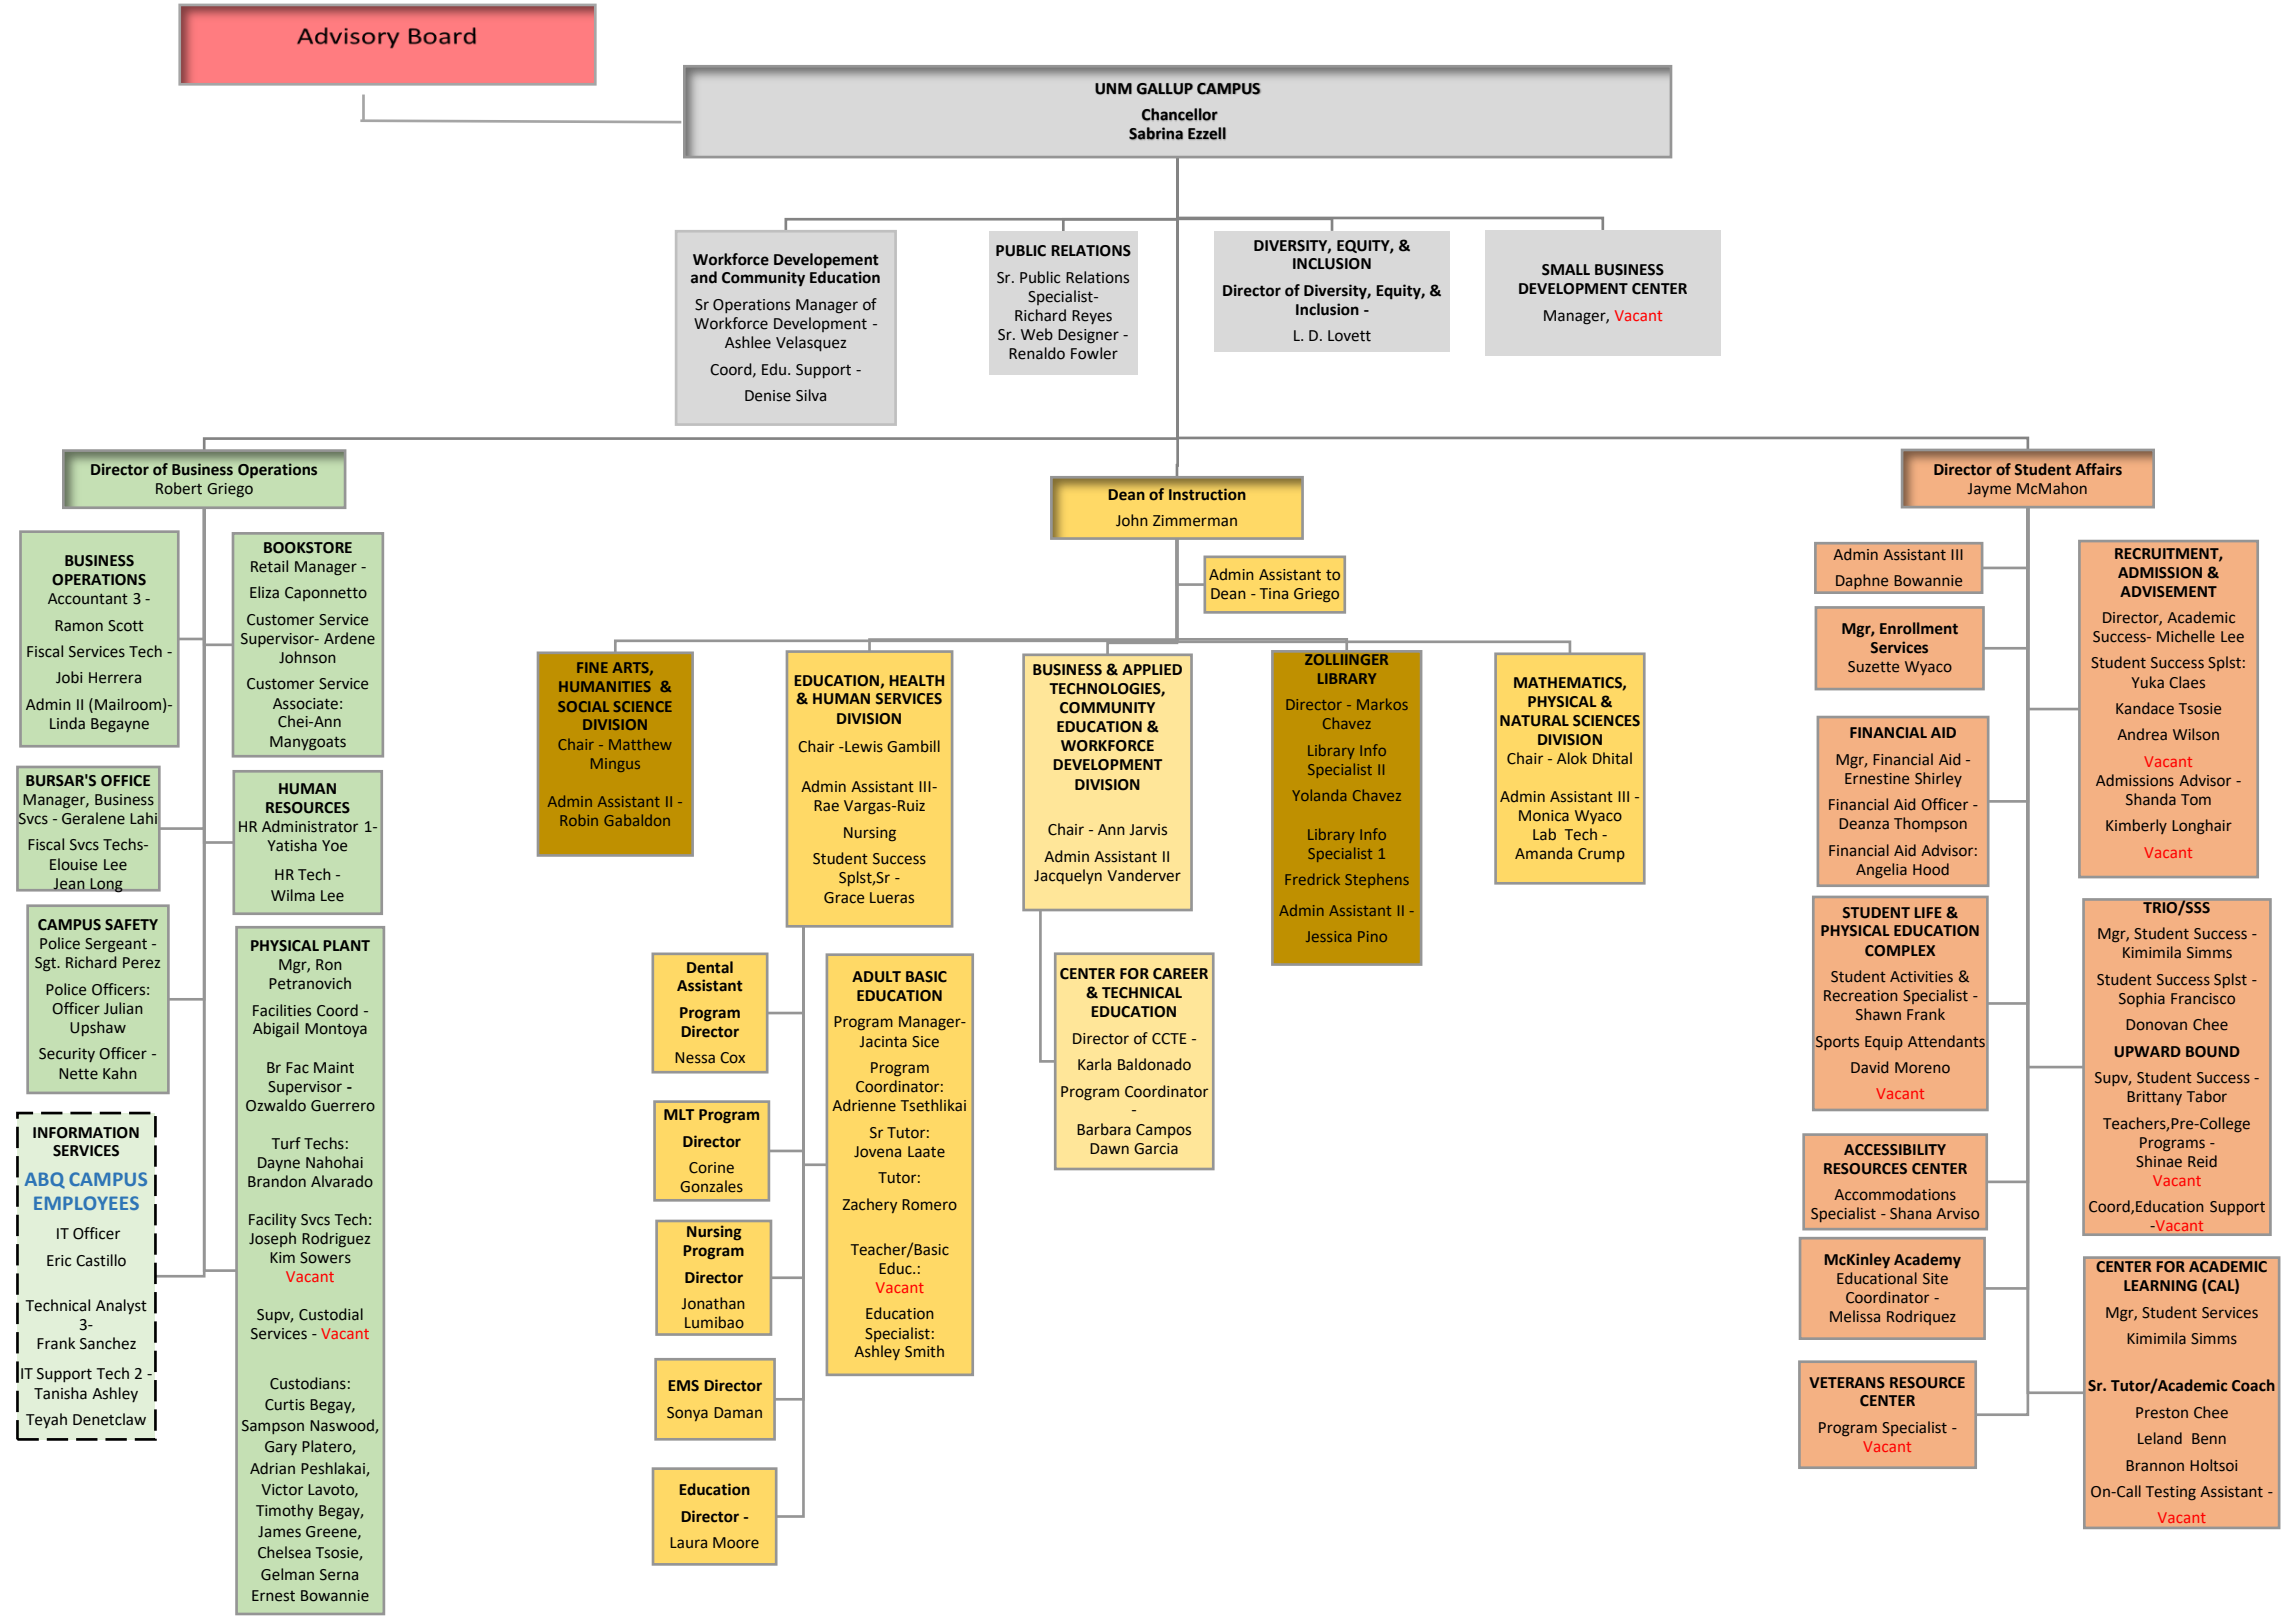 Advisory Board
UNM GALLUP CAMPUS
Chancellor
Sabrina Ezzell
Workforce Developement
and Community Education
Sr Operations Manager of
Workforce Development -
Ashlee Velasquez
Coord, Edu. Support -
Denise Silva
PUBLIC RELATIONS
Sr. Public Relations
Specialist-
Richard Reyes
Sr. Web Designer -
Renaldo Fowler
DIVERSITY, EQUITY, &
INCLUSION
Director of Diversity, Equity, &
Inclusion -
L. D. Lovett
SMALL BUSINESS
DEVELOPMENT CENTER
Manager, Vacant
Director of Business Operations
Robert Griego
BUSINESS
OPERATIONS
Accountant 3 -
Ramon Scott
Fiscal Services Tech -
Jobi Herrera
Admin II (Mailroom)-
Linda Begayne
BURSAR'S OFFICE
Manager, Business
Svcs - Geralene Lahi
Fiscal Svcs Techs-
Elouise Lee
Jean Long
CAMPUS SAFETY
Police Sergeant -
Sgt. Richard Perez
Police Officers:
Officer Julian
Upshaw
Security Officer -
Nette Kahn
INFORMATION
SERVICES
ABQ CAMPUS
EMPLOYEES
IT Officer
Eric Castillo
Technical Analyst
3-
Frank Sanchez
IT Support Tech 2 -
Tanisha Ashley
Teyah Denetclaw
BOOKSTORE
Retail Manager -
Eliza Caponnetto
Customer Service
Supervisor- Ardene
Johnson
Customer Service
Associate:
Chei-Ann
Manygoats
HUMAN
RESOURCES
HR Administrator 1-
Yatisha Yoe
HR Tech -
Wilma Lee
PHYSICAL PLANT
Mgr, Ron
Petranovich
Facilities Coord -
Abigail Montoya
Br Fac Maint
Supervisor -
Ozwaldo Guerrero
Turf Techs:
Dayne Nahohai
Brandon Alvarado
Facility Svcs Tech:
Joseph Rodriguez
Kim Sowers
Vacant
Supv, Custodial
Services - Vacant
Custodians:
Curtis Begay,
Sampson Naswood,
Gary Platero,
Adrian Peshlakai,
Victor Lavoto,
Timothy Begay,
James Greene,
Chelsea Tsosie,
Gelman Serna
Ernest Bowannie
Dean of Instruction
John Zimmerman
Admin Assistant to
Dean - Tina Griego
FINE ARTS,
HUMANITIES &
SOCIAL SCIENCE
DIVISION
Chair - Matthew
Mingus
Admin Assistant II -
Robin Gabaldon
EDUCATION, HEALTH
& HUMAN SERVICES
DIVISION
Chair -Lewis Gambill
Admin Assistant III-
Rae Vargas-Ruiz
Nursing
Student Success
Splst,Sr -
Grace Lueras
Dental
Assistant
Program
Director
Nessa Cox
MLT Program
Director
Corine
Gonzales
Nursing
Program
Director
Jonathan
Lumibao
EMS Director
Sonya Daman
Education
Director -
Laura Moore
ADULT BASIC
EDUCATION
Program Manager-
Jacinta Sice
Program
Coordinator:
Adrienne Tsethlikai
Sr Tutor:
Jovena Laate
Tutor:
Zachery Romero
Teacher/Basic
Educ.:
Vacant
Education
Specialist:
Ashley Smith
BUSINESS & APPLIED
TECHNOLOGIES,
COMMUNITY
EDUCATION &
WORKFORCE
DEVELOPMENT
DIVISION
Chair - Ann Jarvis
Admin Assistant II
Jacquelyn Vanderver
CENTER FOR CAREER
& TECHNICAL
EDUCATION
Director of CCTE -
Karla Baldonado
Program Coordinator
-
Barbara Campos
Dawn Garcia
ZOLLIINGER
LIBRARY
Director - Markos
Chavez
Library Info
Specialist II
Yolanda Chavez
Library Info
Specialist 1
Fredrick Stephens
Admin Assistant II -
Jessica Pino
MATHEMATICS,
PHYSICAL &
NATURAL SCIENCES
DIVISION
Chair - Alok Dhital
Admin Assistant III -
Monica Wyaco
Lab Tech -
Amanda Crump
Director of Student Affairs
Jayme McMahon
Admin Assistant III
Daphne Bowannie
Mgr, Enrollment
Services
Suzette Wyaco
FINANCIAL AID
Mgr, Financial Aid -
Ernestine Shirley
Financial Aid Officer -
Deanza Thompson
Financial Aid Advisor:
Angelia Hood
STUDENT LIFE &
PHYSICAL EDUCATION
COMPLEX
Student Activities &
Recreation Specialist -
Shawn Frank
Sports Equip Attendants
David Moreno
Vacant
ACCESSIBILITY
RESOURCES CENTER
Accommodations
Specialist - Shana Arviso
McKinley Academy
Educational Site
Coordinator -
Melissa Rodriquez
VETERANS RESOURCE
CENTER
Program Specialist -
Vacant
RECRUITMENT,
ADMISSION &
ADVISEMENT
Director, Academic
Success- Michelle Lee
Student Success Splst:
Yuka Claes
Kandace Tsosie
Andrea Wilson
Vacant
Admissions Advisor -
Shanda Tom
Kimberly Longhair
Vacant
TRIO/SSS
Mgr, Student Success -
Kimimila Simms
Student Success Splst -
Sophia Francisco
Donovan Chee
UPWARD BOUND
Supv, Student Success -
Brittany Tabor
Teachers,Pre-College
Programs -
Shinae Reid
Vacant
Coord,Education Support
-Vacant
CENTER FOR ACADEMIC
LEARNING (CAL)
Mgr, Student Services
Kimimila Simms
Sr. Tutor/Academic Coach
Preston Chee
Leland Benn
Brannon Holtsoi
On-Call Testing Assistant -
Vacant